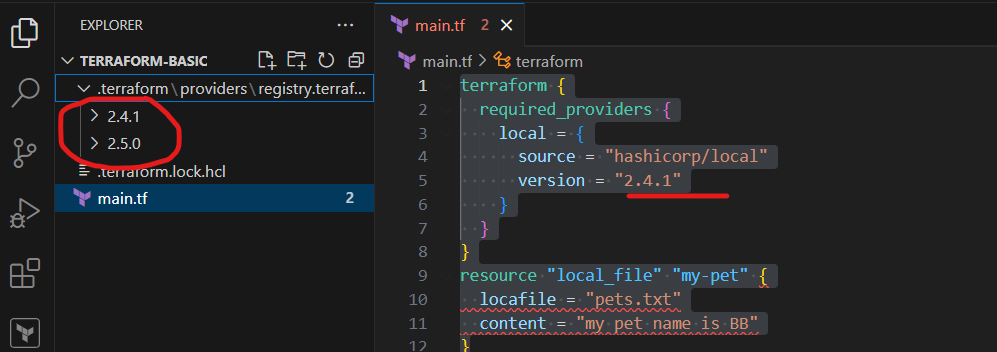 EXPLORER
TERRAFORM-BASIC
.terraform\providers\registry.terraf...
2.4.1
2.5.0
.terraform.lock.hcl
main.tf 2
main.tf 2
main.tf > terraform
1 terraform {
2 required_providers {
3 local = {
4 source = "hashicorp/local"
5 version = "2.4.1"
6 }
7 }
8 }
9 resource "local_file" "my-pet" {
10 locafile = "pets.txt"
11 content = "my pet name is BB"
12 }